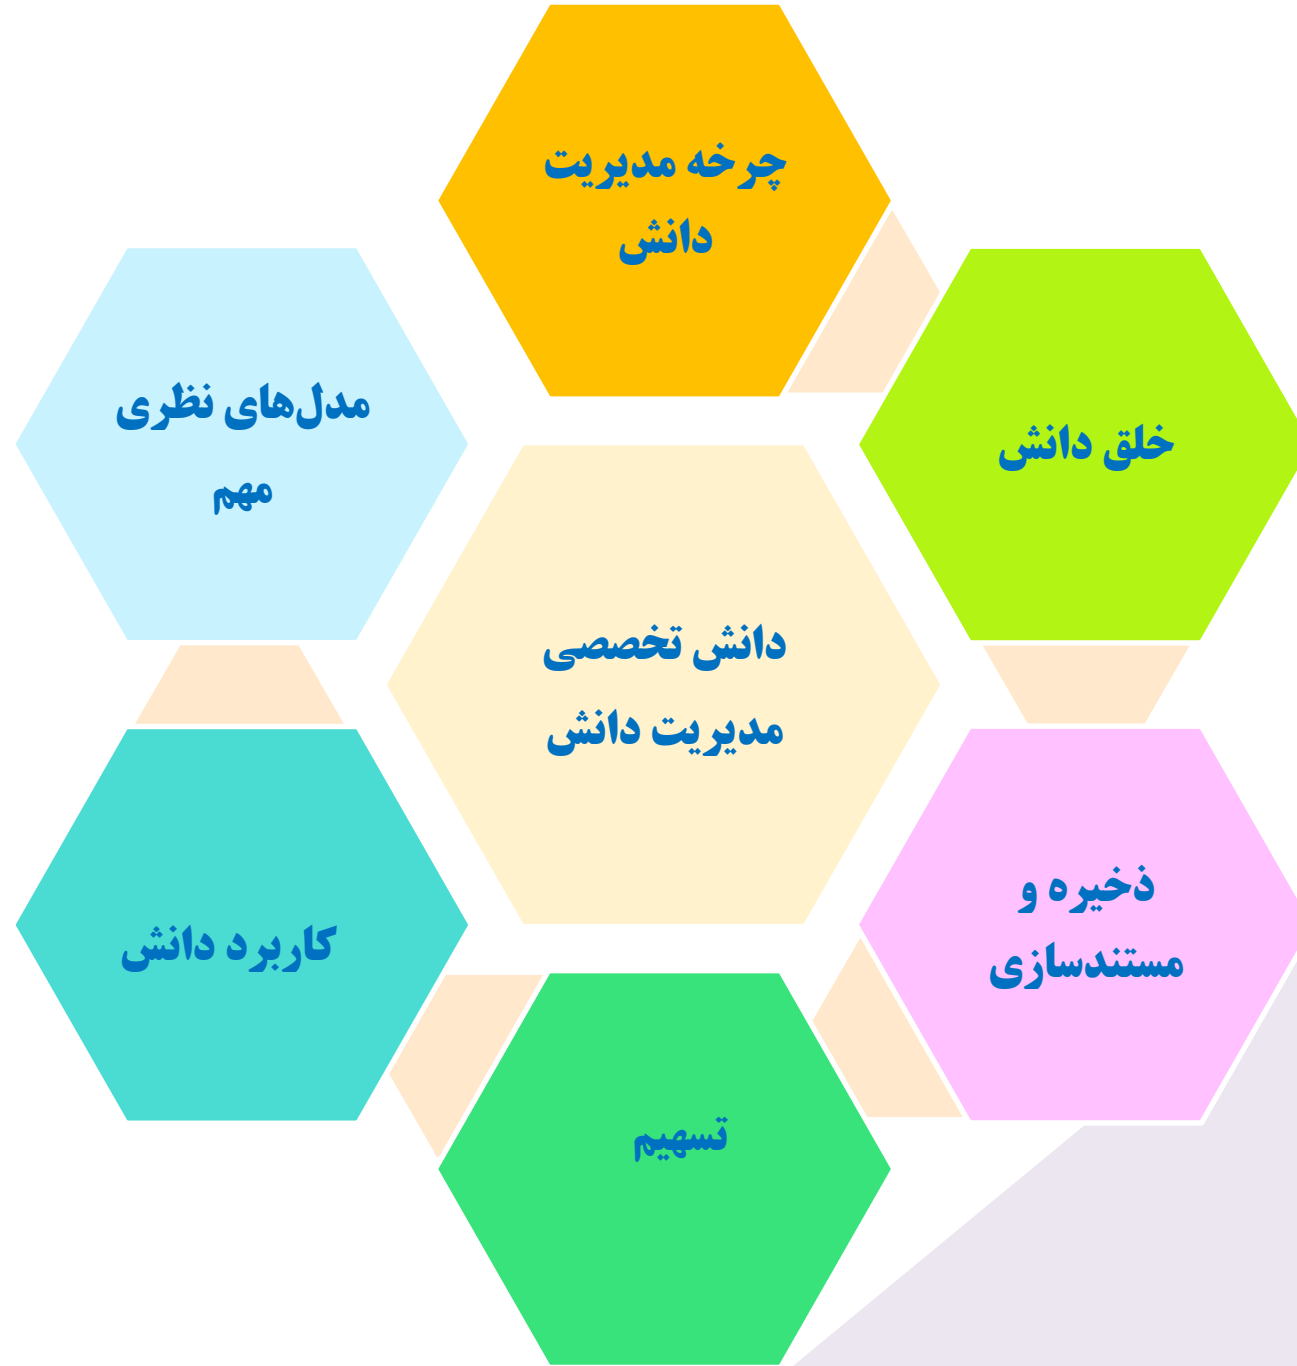 چرخه مدیریت
دانش
خلق دانش
مدل‌های نظری
مهم
دانش تخصصی
مدیریت دانش
ذخیره و
مستندسازی
کاربرد دانش
تسهیم